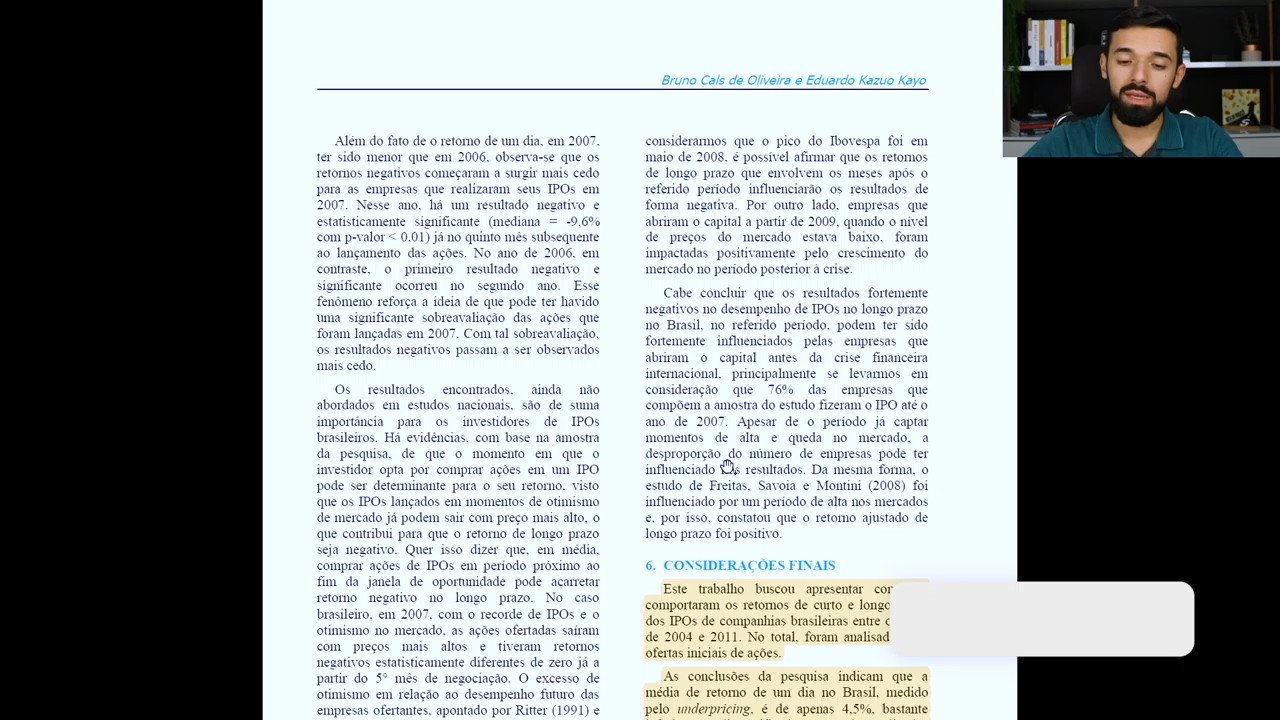 Bruno Cals de Oliveira e Eduardo Kazuo Kayo
Além do fato de o retorno de um dia, em 2007,
ter sido menor que em 2006, observa-se que os
retornos negativos começaram a surgir mais cedo
para as empresas que realizaram seus IPOs em
2007. Nesse ano, há um resultado negativo e
estatisticamente significante (mediana = -9,6%
com p-valor < 0,01) já no quinto mês subsequente
ao lançamento das ações. No ano de 2006, em
contraste, o primeiro resultado negativo e
significante ocorreu no segundo ano. Esse
fenômeno reforça a ideia de que pode ter havido
uma significante sobreavaliação das ações que
foram lançadas em 2007. Com tal sobreavaliação,
os resultados negativos passam a ser observados
mais cedo.
Os resultados encontrados, ainda não
abordados em estudos nacionais, são de suma
importância para os investidores de IPOs
brasileiros. Há evidências, com base na amostra
da pesquisa, de que o momento em que o
investidor opta por comprar ações em um IPO
pode ser determinante para o seu retorno, visto
que os IPOs lançados em momentos de otimismo
de mercado já podem sair com preço mais alto, o
que contribui para que o retorno de longo prazo
seja negativo. Quer isso dizer que, em média,
comprar ações de IPOs em período próximo ao
fim da janela de oportunidade pode acarretar
retorno negativo no longo prazo. No caso
brasileiro, em 2007, com o recorde de IPOs e o
otimismo no mercado, as ações ofertadas saíram
com preços mais altos e tiveram retornos
negativos estatisticamente diferentes de zero já a
partir do 5° mês de negociação. O excesso de
otimismo em relação ao desempenho futuro das
empresas ofertantes, apontado por Ritter (1991) e
considerarmos que o pico do Ibovespa foi em
maio de 2008, é possível afirmar que os retornos
de longo prazo que envolvem os meses após o
referido período influenciarão os resultados de
forma negativa. Por outro lado, empresas que
abriram o capital a partir de 2009, quando o nível
de preços do mercado estava baixo, foram
impactadas positivamente pelo crescimento do
mercado no período posterior à crise.
Cabe concluir que os resultados fortemente
negativos no desempenho de IPOs no longo prazo
no Brasil, no referido período, podem ter sido
fortemente influenciados pelas empresas que
abriram o capital antes da crise financeira
internacional, principalmente se levarmos em
consideração que 76% das empresas que
compõem a amostra do estudo fizeram o IPO até o
ano de 2007. Apesar de o período já captar
momentos de alta e queda no mercado, a
desproporção do número de empresas pode ter
influenciado resultados. Da mesma forma, o
estudo de Freitas, Savoia e Montini (2008) foi
influenciado por um período de alta nos mercados
e, por isso, constatou que o retorno ajustado de
longo prazo foi positivo.
6. CONSIDERAÇÕES FINAIS
Este trabalho buscou apresentar
comportaram os retornos de curto e longo
dos IPOs de companhias brasileiras entre
de 2004 e 2011. No total, foram
ofertas iniciais de ações.
As conclusões da pesquisa indicam que a
média de retorno de um dia no Brasil, medido
pelo underpricing, é de apenas 4,5%, bastante